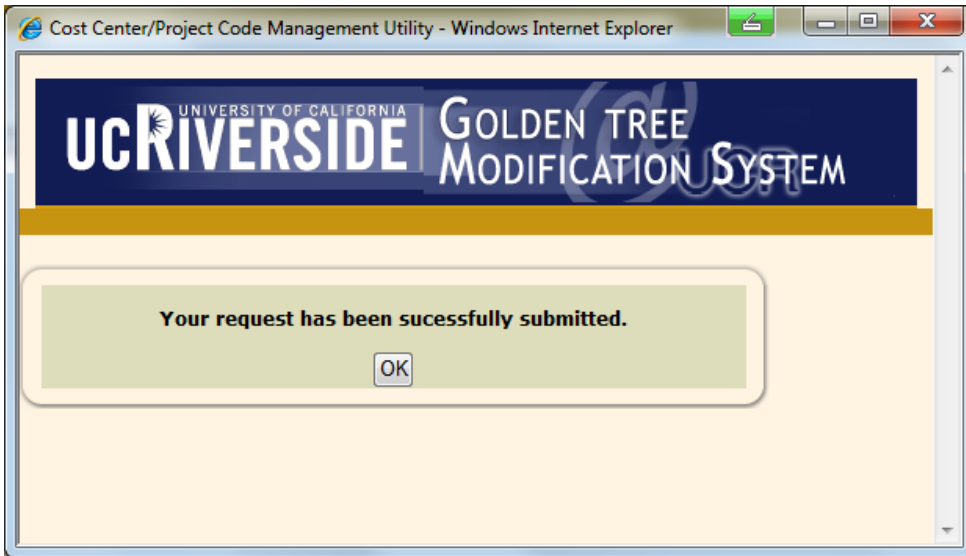 Cost Center/Project Code Management Utility - Windows Internet Explorer
UNIVERSITY OF CALIFORNIA
UCRIVERSIDE
GOLDEN TREE
MODIFICATION SYSTEM
@UCR
Your request has been sucessfully submitted.
OK